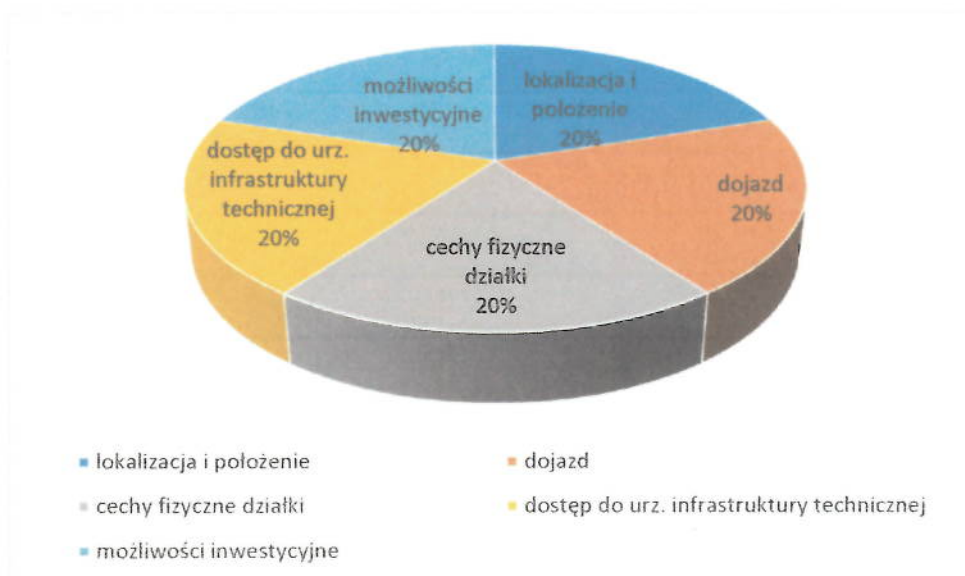 możliwości
inwestycyjne
20%
lokalizacja i
położenie
20%
dostęp do urz.
infrastruktury
technicznej
20%
dojazd
20%
cechy fizyczne
działki
20%
lokalizacja i położenie
dojazd
cechy fizyczne działki
dostęp do urz. infrastruktury technicznej
możliwości inwestycyjne